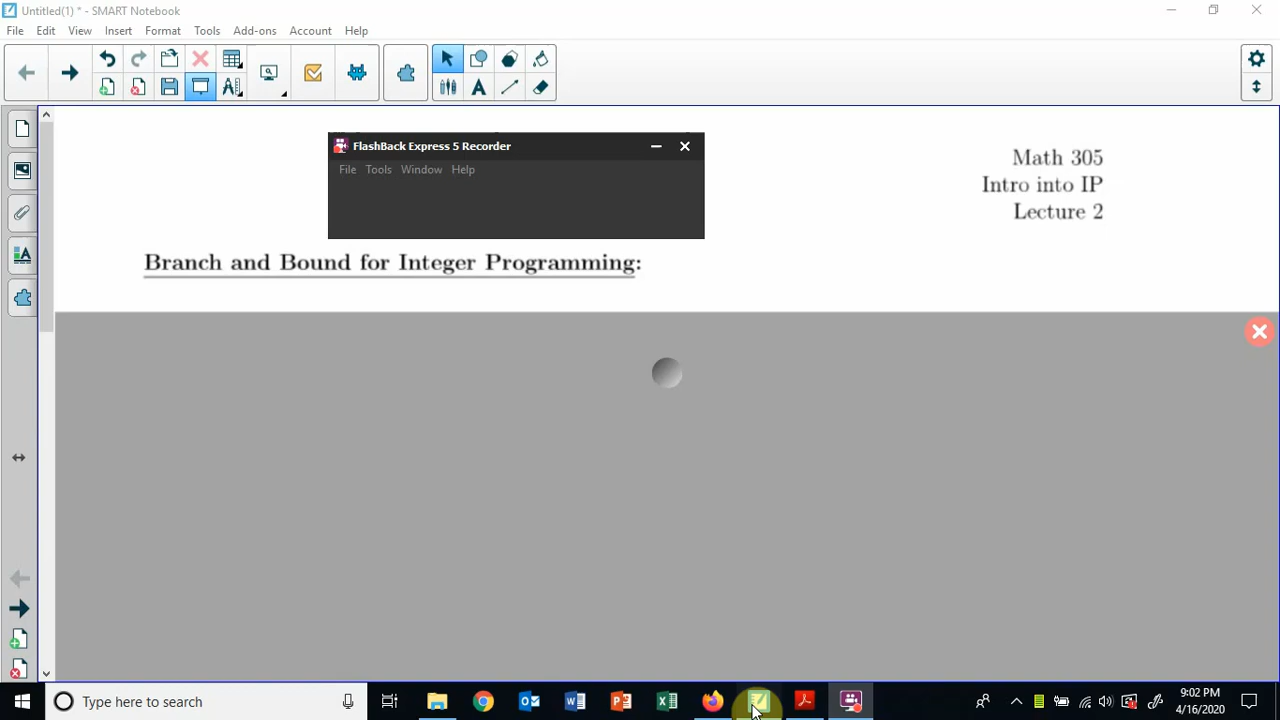 Untitled(1) * - SMART Notebook
File Edit View Insert Format Tools Add-ons Account Help
FlashBack Express 5 Recorder
File Tools Window Help
Math 305
Intro into IP
Lecture 2
Branch and Bound for Integer Programming:
Type here to search
9:02 PM
4/16/2020